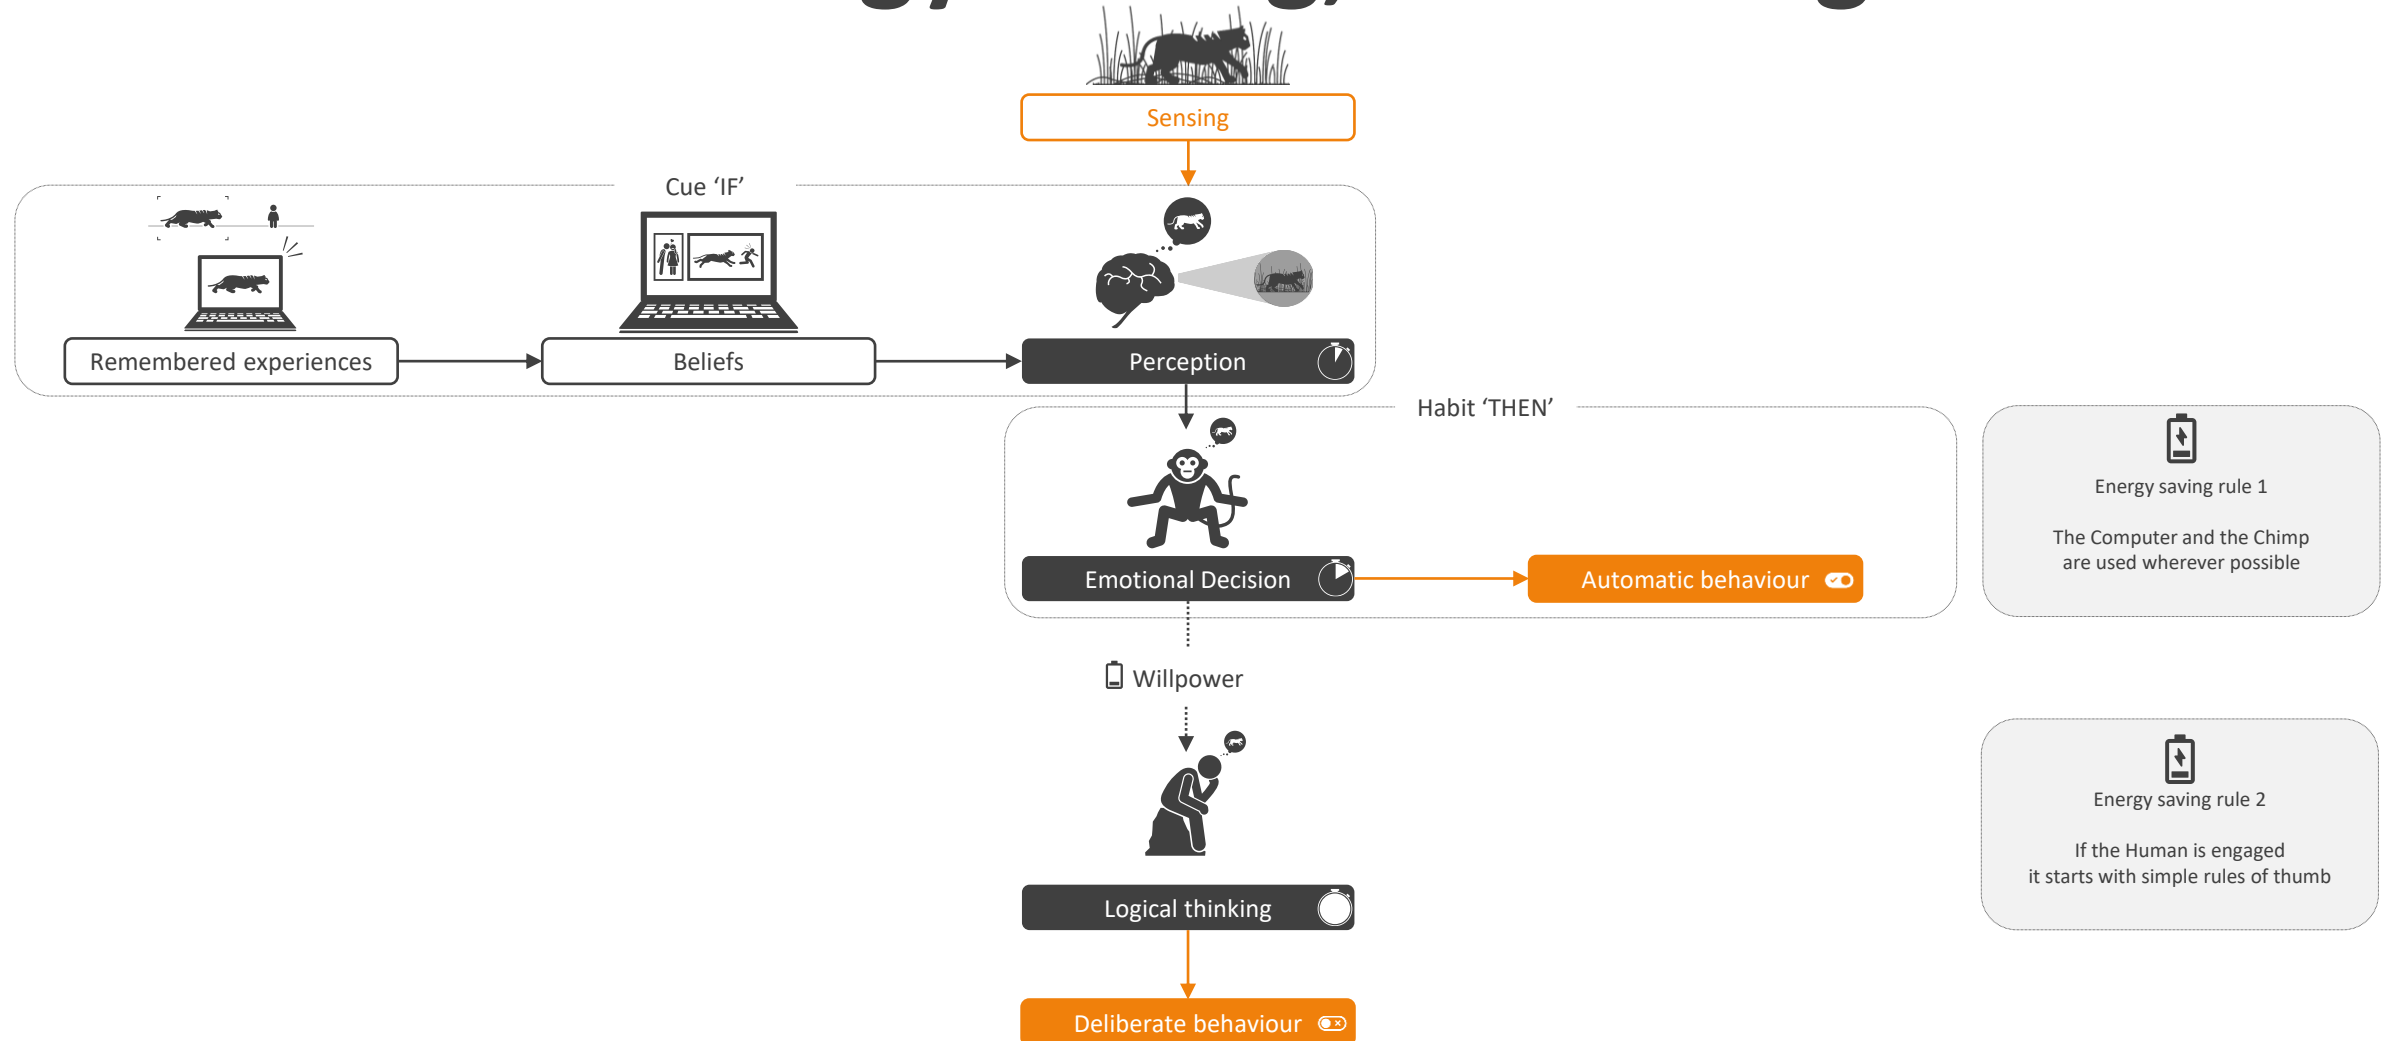 Sensing
Cue ‘IF’
Remembered experiences
Beliefs
Perception
Habit ‘THEN’
Emotional Decision
Automatic behaviour
Energy saving rule 1
The Computer and the Chimp
are used wherever possible
Willpower
Energy saving rule 2
If the Human is engaged
it starts with simple rules of thumb
Logical thinking
Deliberate behaviour